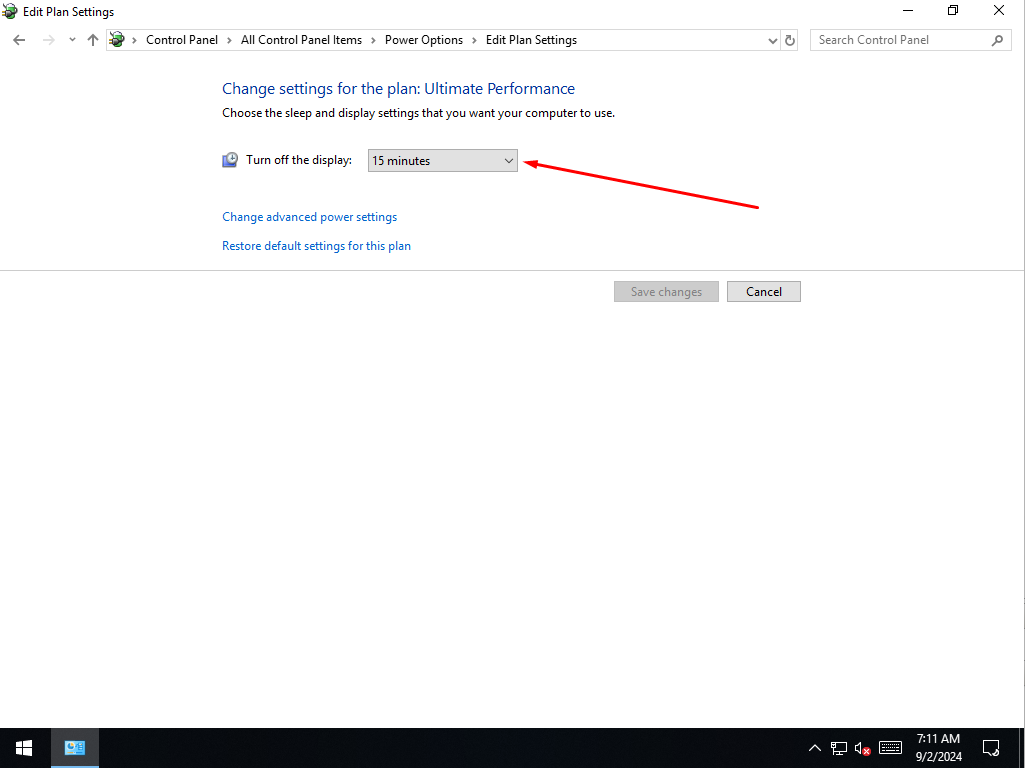 Edit Plan Settings
Control Panel > All Control Panel Items > Power Options > Edit Plan Settings
Search Control Panel
Change settings for the plan: Ultimate Performance
Choose the sleep and display settings that you want your computer to use.
Turn off the display: 15 minutes
Change advanced power settings
Restore default settings for this plan
Save changes
Cancel
7:11 AM
9/2/2024